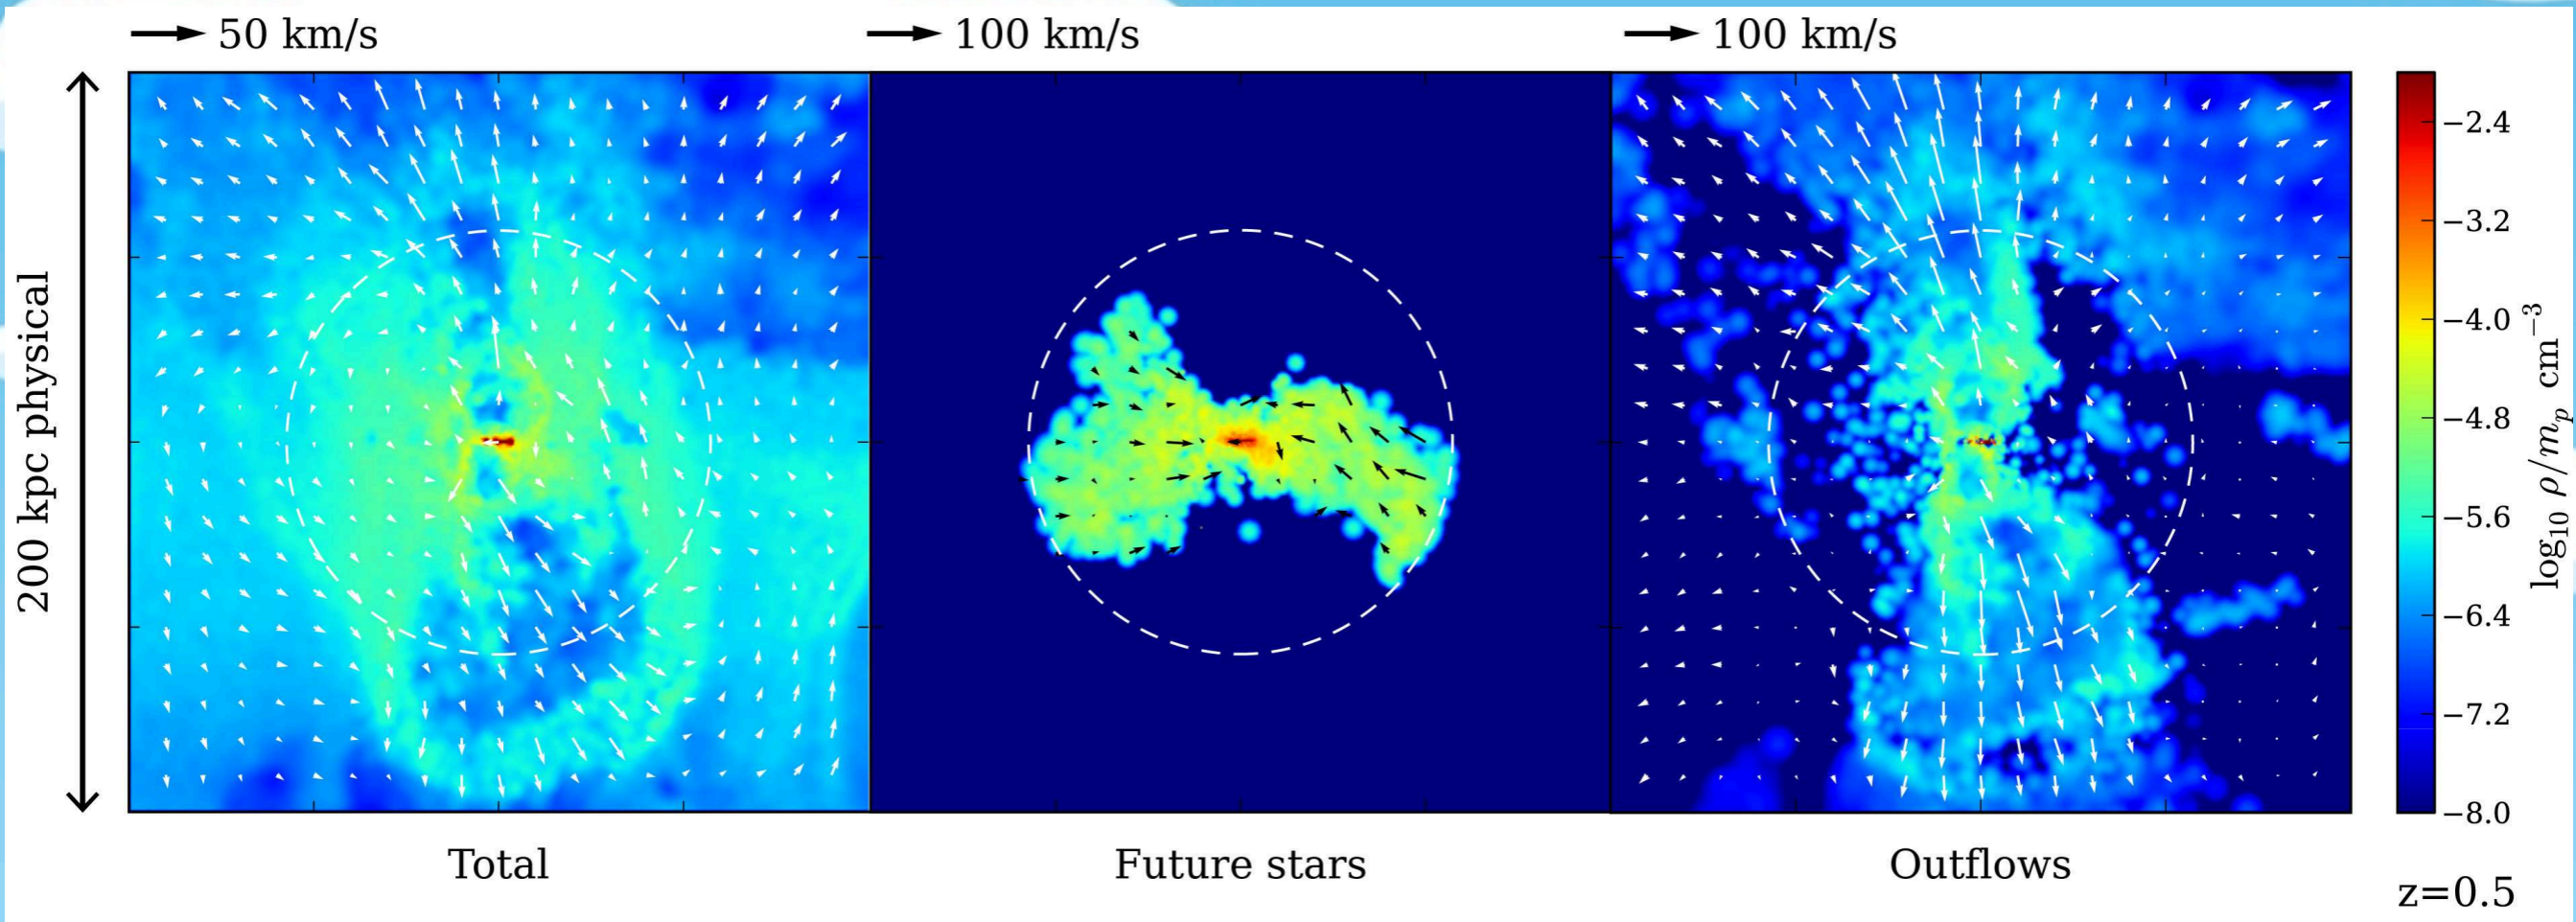 50 km/s
100 km/s
100 km/s
200 kpc physical
−2.4
−3.2
−4.0
−4.8
−5.6
−6.4
−7.2
−8.0
log₁₀ ρ/mₚ cm⁻³
Total
Future stars
Outflows
z=0.5